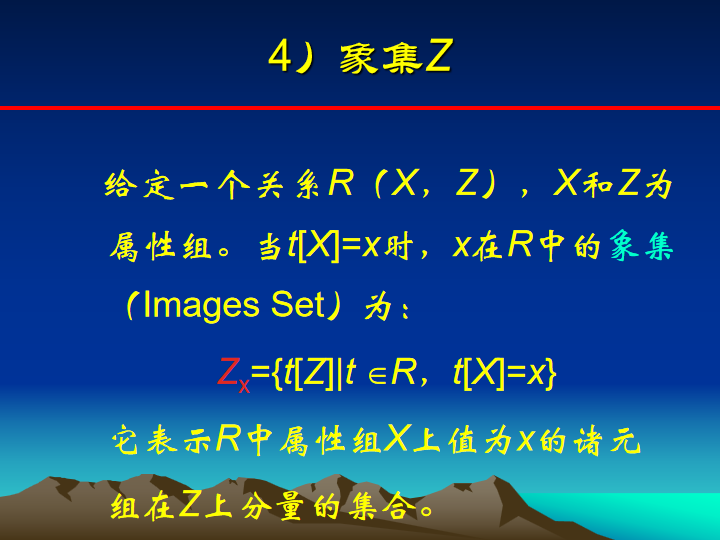 4）象集Z
给定一个关系R（X，Z），X和Z为
属性组。当t[X]=x时，x在R中的象集
（Images Set）为：
Zx={t[Z]|t ∈R，t[X]=x}
它表示R中属性组X上值为x的诸元
组在Z上分量的集合。